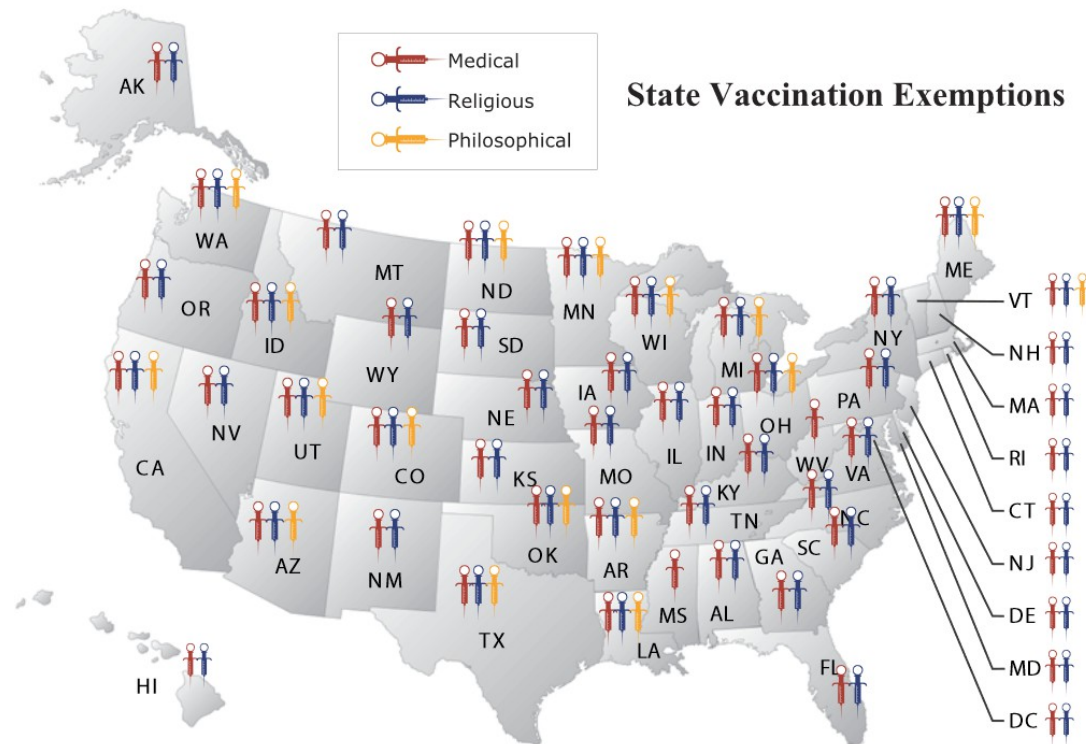 State Vaccination Exemptions
Medical
Religious
Philosophical
AK
WA
MT
ND
MN
ME
OR
ID
WY
SD
WI
MI
NY
VT
NH
MA
RI
CT
NJ
DE
MD
DC
CA
NV
UT
CO
NE
IA
IL
IN
OH
PA
KS
MO
KY
WV
VA
AZ
NM
OK
AR
TN
NC
SC
TX
LA
MS
AL
GA
FL
HI